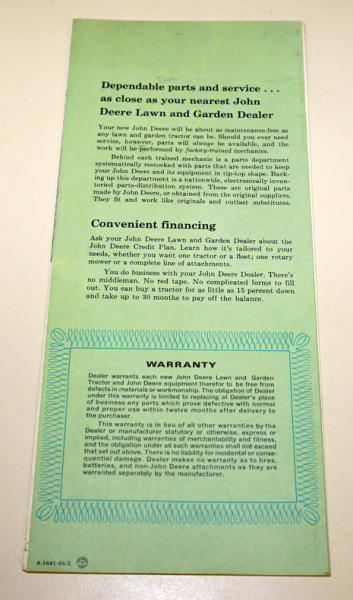 Dependable parts and service . . .
as close as your nearest John
Deere Lawn and Garden Dealer
Your new John Deere will be about as maintenance-free as
any lawn and garden tractor can be. Should you ever need
service, however, parts will always be available, and the
work will be performed by factory-trained mechanics.
Behind each trained mechanic is a parts department
systematically restocked with parts that are needed to keep
your John Deere and its equipment in tip-top shape. Back-
ing up this department is a nationwide, electronically inven-
toried parts-distribution system. These are original parts
made by John Deere, or obtained from the original suppliers.
They fit and work like originals and outlast substitutes.
Convenient financing
Ask your John Deere Lawn and Garden Dealer about the
John Deere Credit Plan. Learn how it's tailored to your
needs, whether you want one tractor or a fleet; one rotary
mower or a complete line of attachments.
You do business with your John Deere Dealer. There's
no middleman. No red tape. No complicated forms to fill
out. You can buy a tractor for as little as 15 percent down
and take up to 30 months to pay off the balance.
WARRANTY
Dealer warrants each new John Deere Lawn and Garden
Tractor and John Deere equipment therefor to be free from
defects in materials or workmanship. The obligation of Dealer
under this warranty is limited to replacing at Dealer's place
of business any parts which prove defective with normal
and proper use within twelve months after delivery to
the purchaser.
This warranty is in lieu of all other warranties by the
Dealer or manufacturer statutory or otherwise, express or
implied, including warranties of merchantability and fitness,
and the obligation under all such warranties shall not exceed
that set out above. There is no liability for incidental or conse-
quential damage. Dealer makes no warranty as to tires,
batteries, and non-John Deere attachments as they are
warranted separately by the manufacturer.
A-1641-65-2